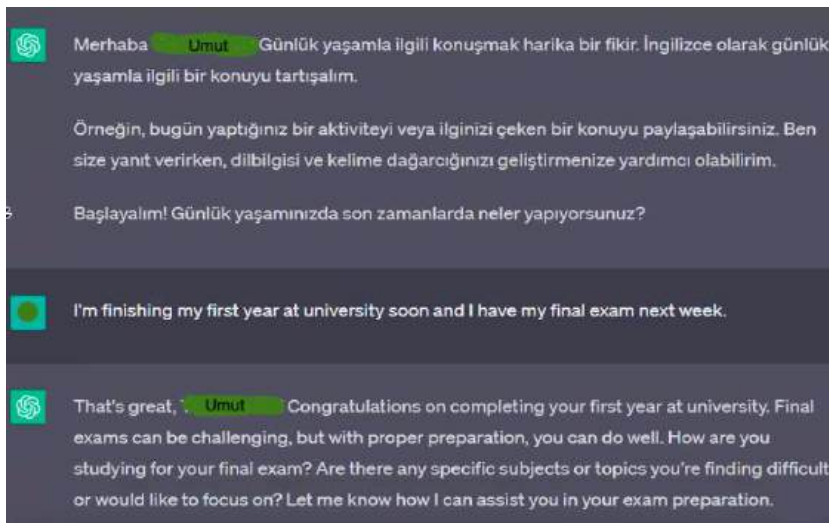 Merhaba Umut Günlük yaşamla ilgili konuşmak harika bir fikir. İngilizce olarak günlük
yaşamla ilgili bir konuyu tartışalım.
Örneğin, bugün yaptığınız bir aktiviteyi veya ilginizi çeken bir konuyu paylaşabilirsiniz. Ben
size yanıt verirken, dilbilgisi ve kelime dağarcığınızı geliştirmenize yardımcı olabilirim.
Başlayalım! Günlük yaşamınızda son zamanlarda neler yapıyorsunuz?
I'm finishing my first year at university soon and I have my final exam next week.
That's great, Umut Congratulations on completing your first year at university. Final
exams can be challenging, but with proper preparation, you can do well. How are you
studying for your final exam? Are there any specific subjects or topics you're finding difficult
or would like to focus on? Let me know how I can assist you in your exam preparation.